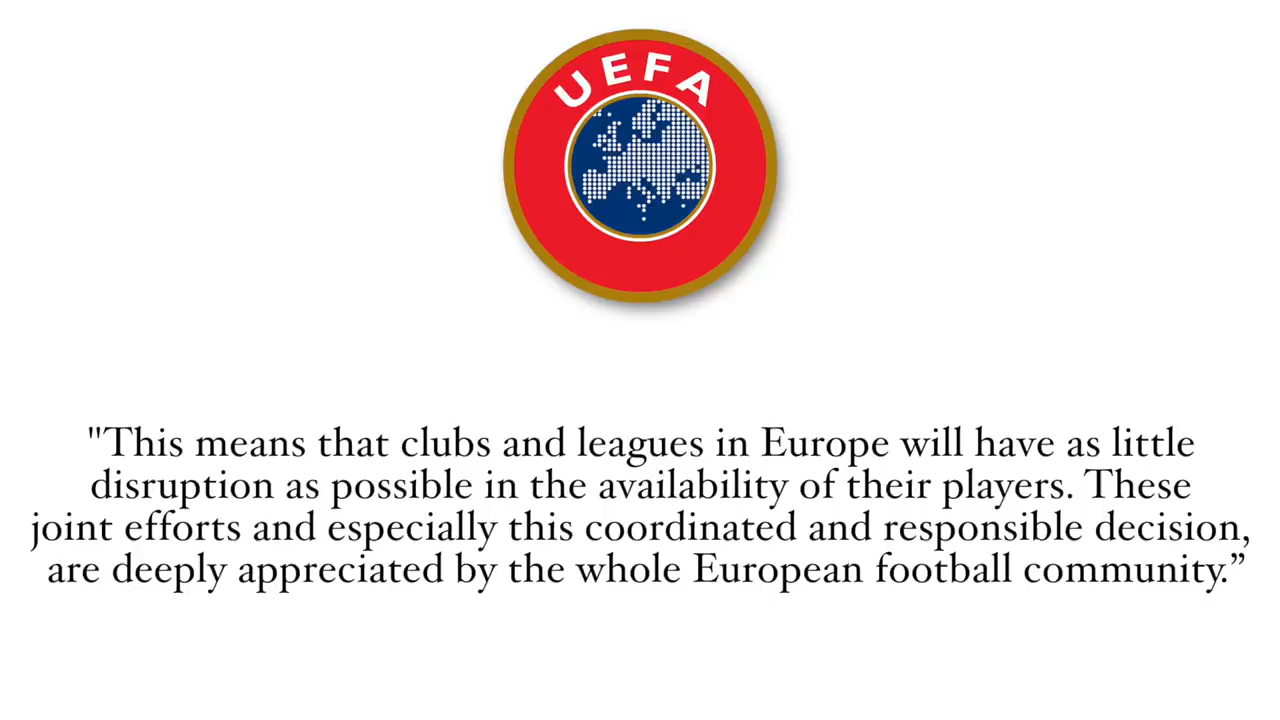 UEFA
"This means that clubs and leagues in Europe will have as little
disruption as possible in the availability of their players. These
joint efforts and especially this coordinated and responsible decision,
are deeply appreciated by the whole European football community.”